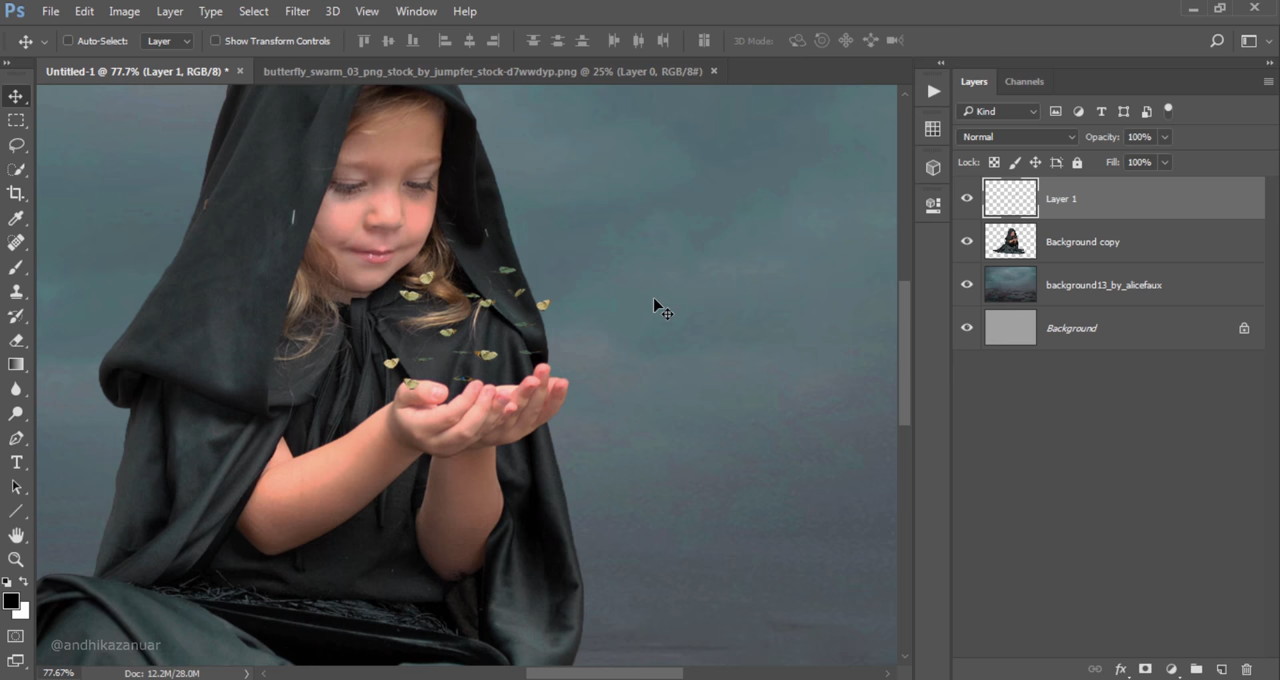 Ps File Edit Image Layer Type Select Filter 3D View Window Help
Auto-Select: Layer Show Transform Controls 3D Mode:
Untitled-1 @ 77.7% (Layer 1, RGB/8) * × butterfly_swarm_03_png_stock_by_jumpfer_stock-d7wwdyp.png @ 25% (Layer 0, RGB/8#) ×
Layers Channels
Kind
Normal Opacity: 100%
Lock: Fill: 100%
Layer 1
Background copy
background13_by_alicefaux
Background
@andhikazanuar
77.67% Doc: 12.2M/28.0M